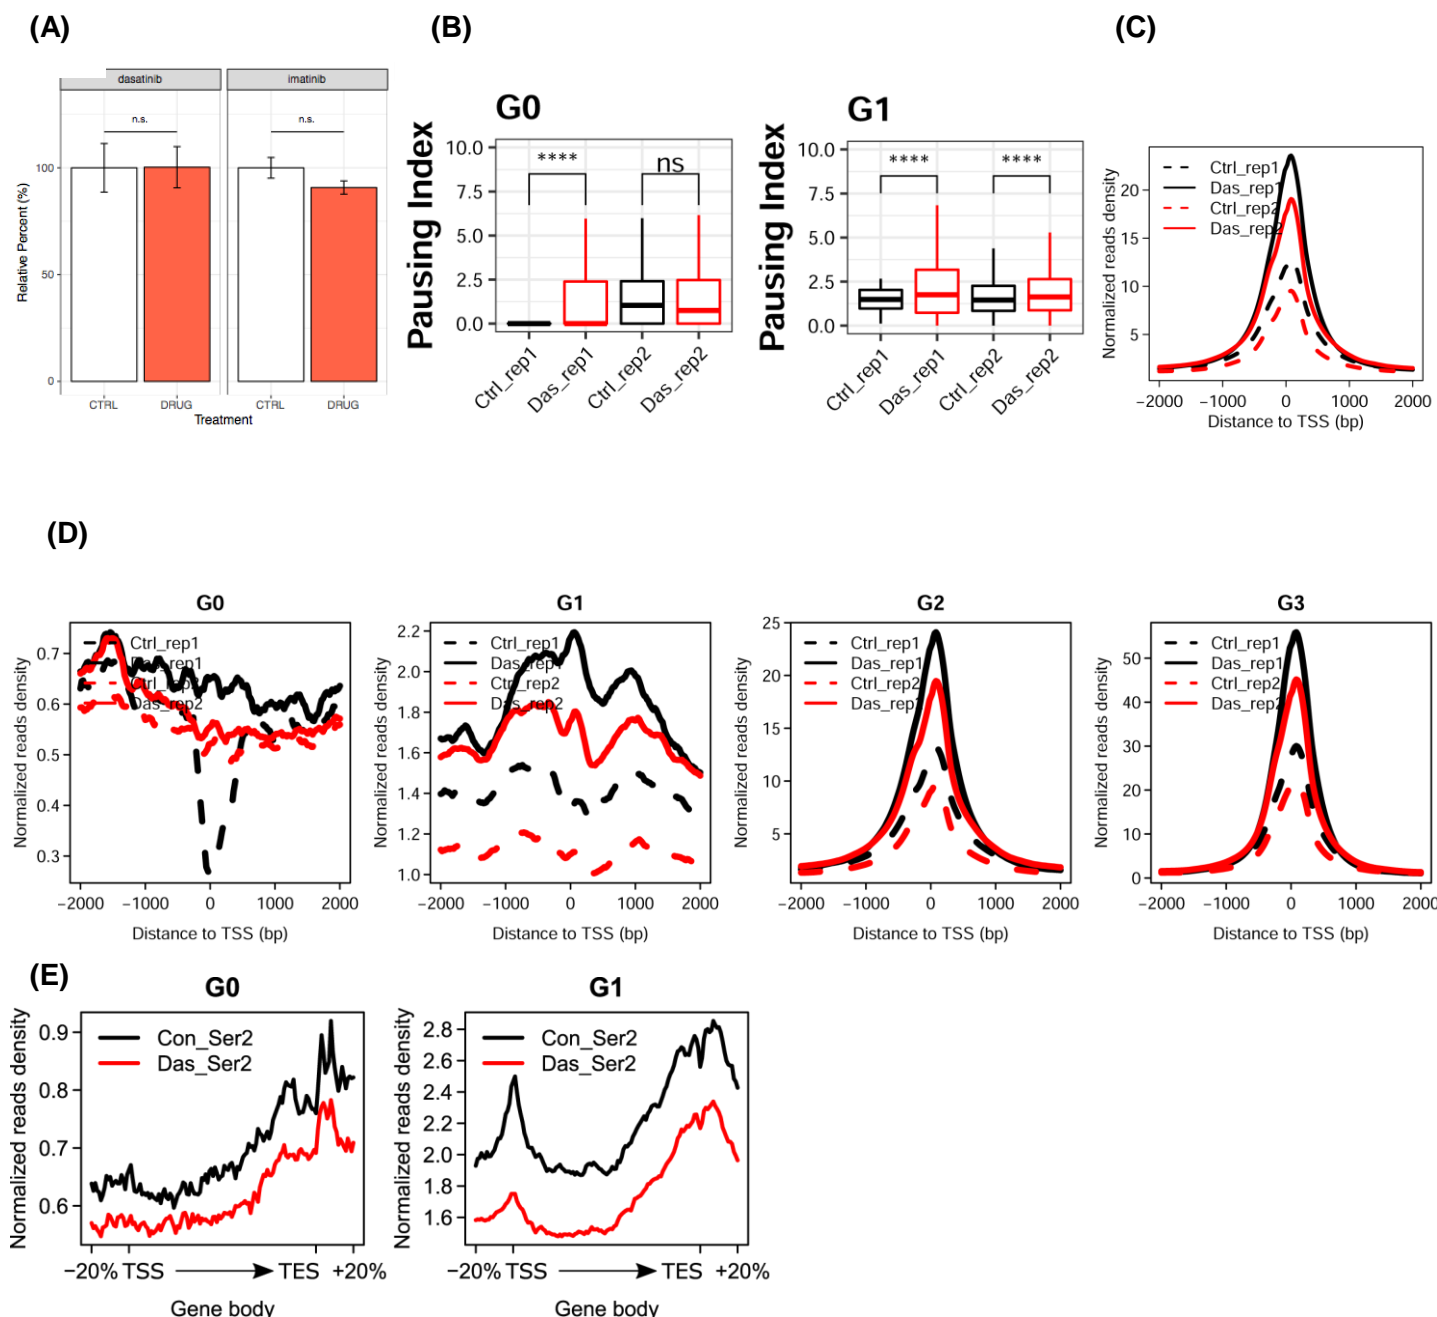 (A)
dasatinib
imatinib
n.s.
n.s.
Relative Percent (%)
100
50
0
CTRL
DRUG
CTRL
DRUG
Treatment
(B)
G0
Pausing Index
10.0
7.5
5.0
2.5
0.0
****
ns
Ctrl_rep1
Das_rep1
Ctrl_rep2
Das_rep2
G1
Pausing Index
10.0
7.5
5.0
2.5
0.0
****
****
Ctrl_rep1
Das_rep1
Ctrl_rep2
Das_rep2
(C)
Normalized reads density
20
15
10
5
Ctrl_rep1
Das_rep1
Ctrl_rep2
Das_rep2
−2000 −1000 0 1000 2000
Distance to TSS (bp)
(D)
G0
Normalized reads density
0.7
0.6
0.5
0.4
0.3
Ctrl_rep1
Das_rep1
Ctrl_rep2
Das_rep2
−2000 −1000 0 1000 2000
Distance to TSS (bp)
G1
Normalized reads density
2.2
2.0
1.8
1.6
1.4
1.2
1.0
Ctrl_rep1
Das_rep1
Ctrl_rep2
Das_rep2
−2000 −1000 0 1000 2000
Distance to TSS (bp)
G2
Normalized reads density
25
20
15
10
5
Ctrl_rep1
Das_rep1
Ctrl_rep2
Das_rep2
−2000 −1000 0 1000 2000
Distance to TSS (bp)
G3
Normalized reads density
50
40
30
20
10
0
Ctrl_rep1
Das_rep1
Ctrl_rep2
Das_rep2
−2000 −1000 0 1000 2000
Distance to TSS (bp)
(E)
G0
Normalized reads density
0.9
0.8
0.7
0.6
Con_Ser2
Das_Ser2
−20% TSS TES +20%
Gene body
G1
Normalized reads density
2.8
2.6
2.4
2.2
2.0
1.8
1.6
Con_Ser2
Das_Ser2
−20% TSS TES +20%
Gene body